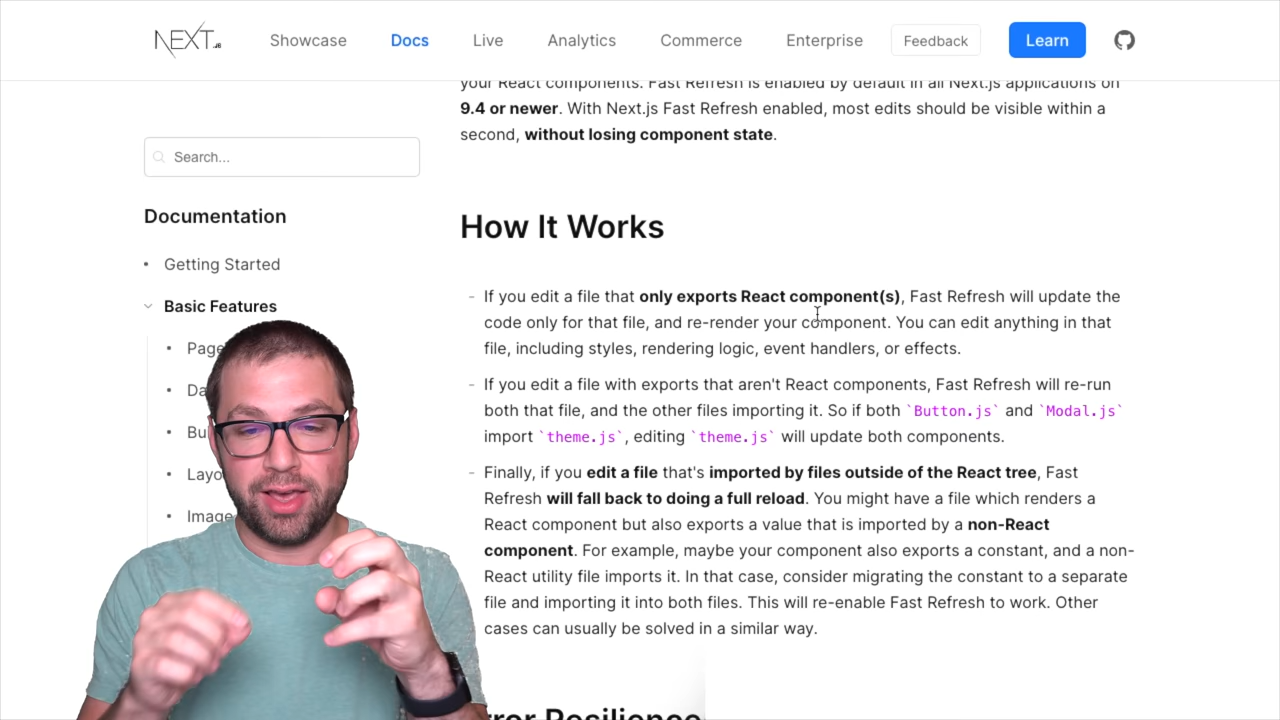 NEXT.JS
Showcase
Docs
Live
Analytics
Commerce
Enterprise
Feedback
Learn
Search...
Documentation
Getting Started
Basic Features
Page
Da
Bu
Layo
Image
your React components. Fast Refresh is enabled by default in all Next.js applications on
9.4 or newer. With Next.js Fast Refresh enabled, most edits should be visible within a
second, without losing component state.
How It Works
- If you edit a file that only exports React component(s), Fast Refresh will update the
code only for that file, and re-render your component. You can edit anything in that
file, including styles, rendering logic, event handlers, or effects.
- If you edit a file with exports that aren't React components, Fast Refresh will re-run
both that file, and the other files importing it. So if both `Button.js` and `Modal.js`
import `theme.js`, editing `theme.js` will update both components.
- Finally, if you edit a file that's imported by files outside of the React tree, Fast
Refresh will fall back to doing a full reload. You might have a file which renders a
React component but also exports a value that is imported by a non-React
component. For example, maybe your component also exports a constant, and a non-
React utility file imports it. In that case, consider migrating the constant to a separate
file and importing it into both files. This will re-enable Fast Refresh to work. Other
cases can usually be solved in a similar way.
rror Resilience